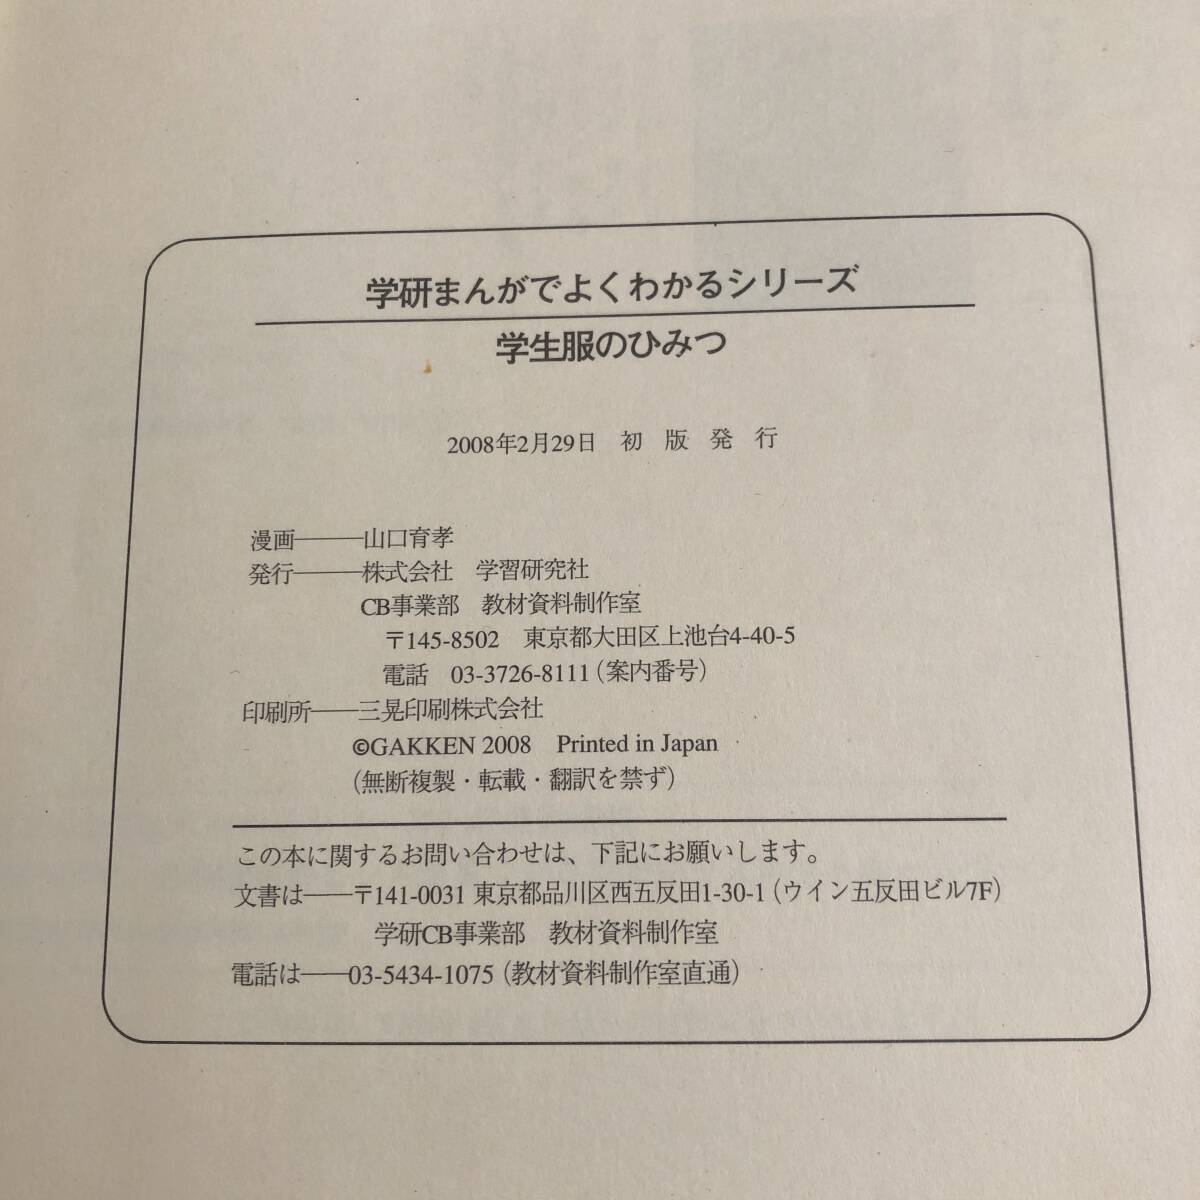 学研まんがでよくわかるシリーズ
学生服のひみつ
2008年2月29日　初　版　発　行
漫画――山口育孝
発行――株式会社　学習研究社
CB事業部　教材資料制作室
〒145-8502　東京都大田区上池台4-40-5
電話　03-3726-8111（案内番号）
印刷所――三晃印刷株式会社
©GAKKEN 2008　Printed in Japan
（無断複製・転載・翻訳を禁ず）
この本に関するお問い合わせは、下記にお願いします。
文書は――〒141-0031 東京都品川区西五反田1-30-1（ウイン五反田ビル7F）
学研CB事業部　教材資料制作室
電話は――03-5434-1075（教材資料制作室直通）